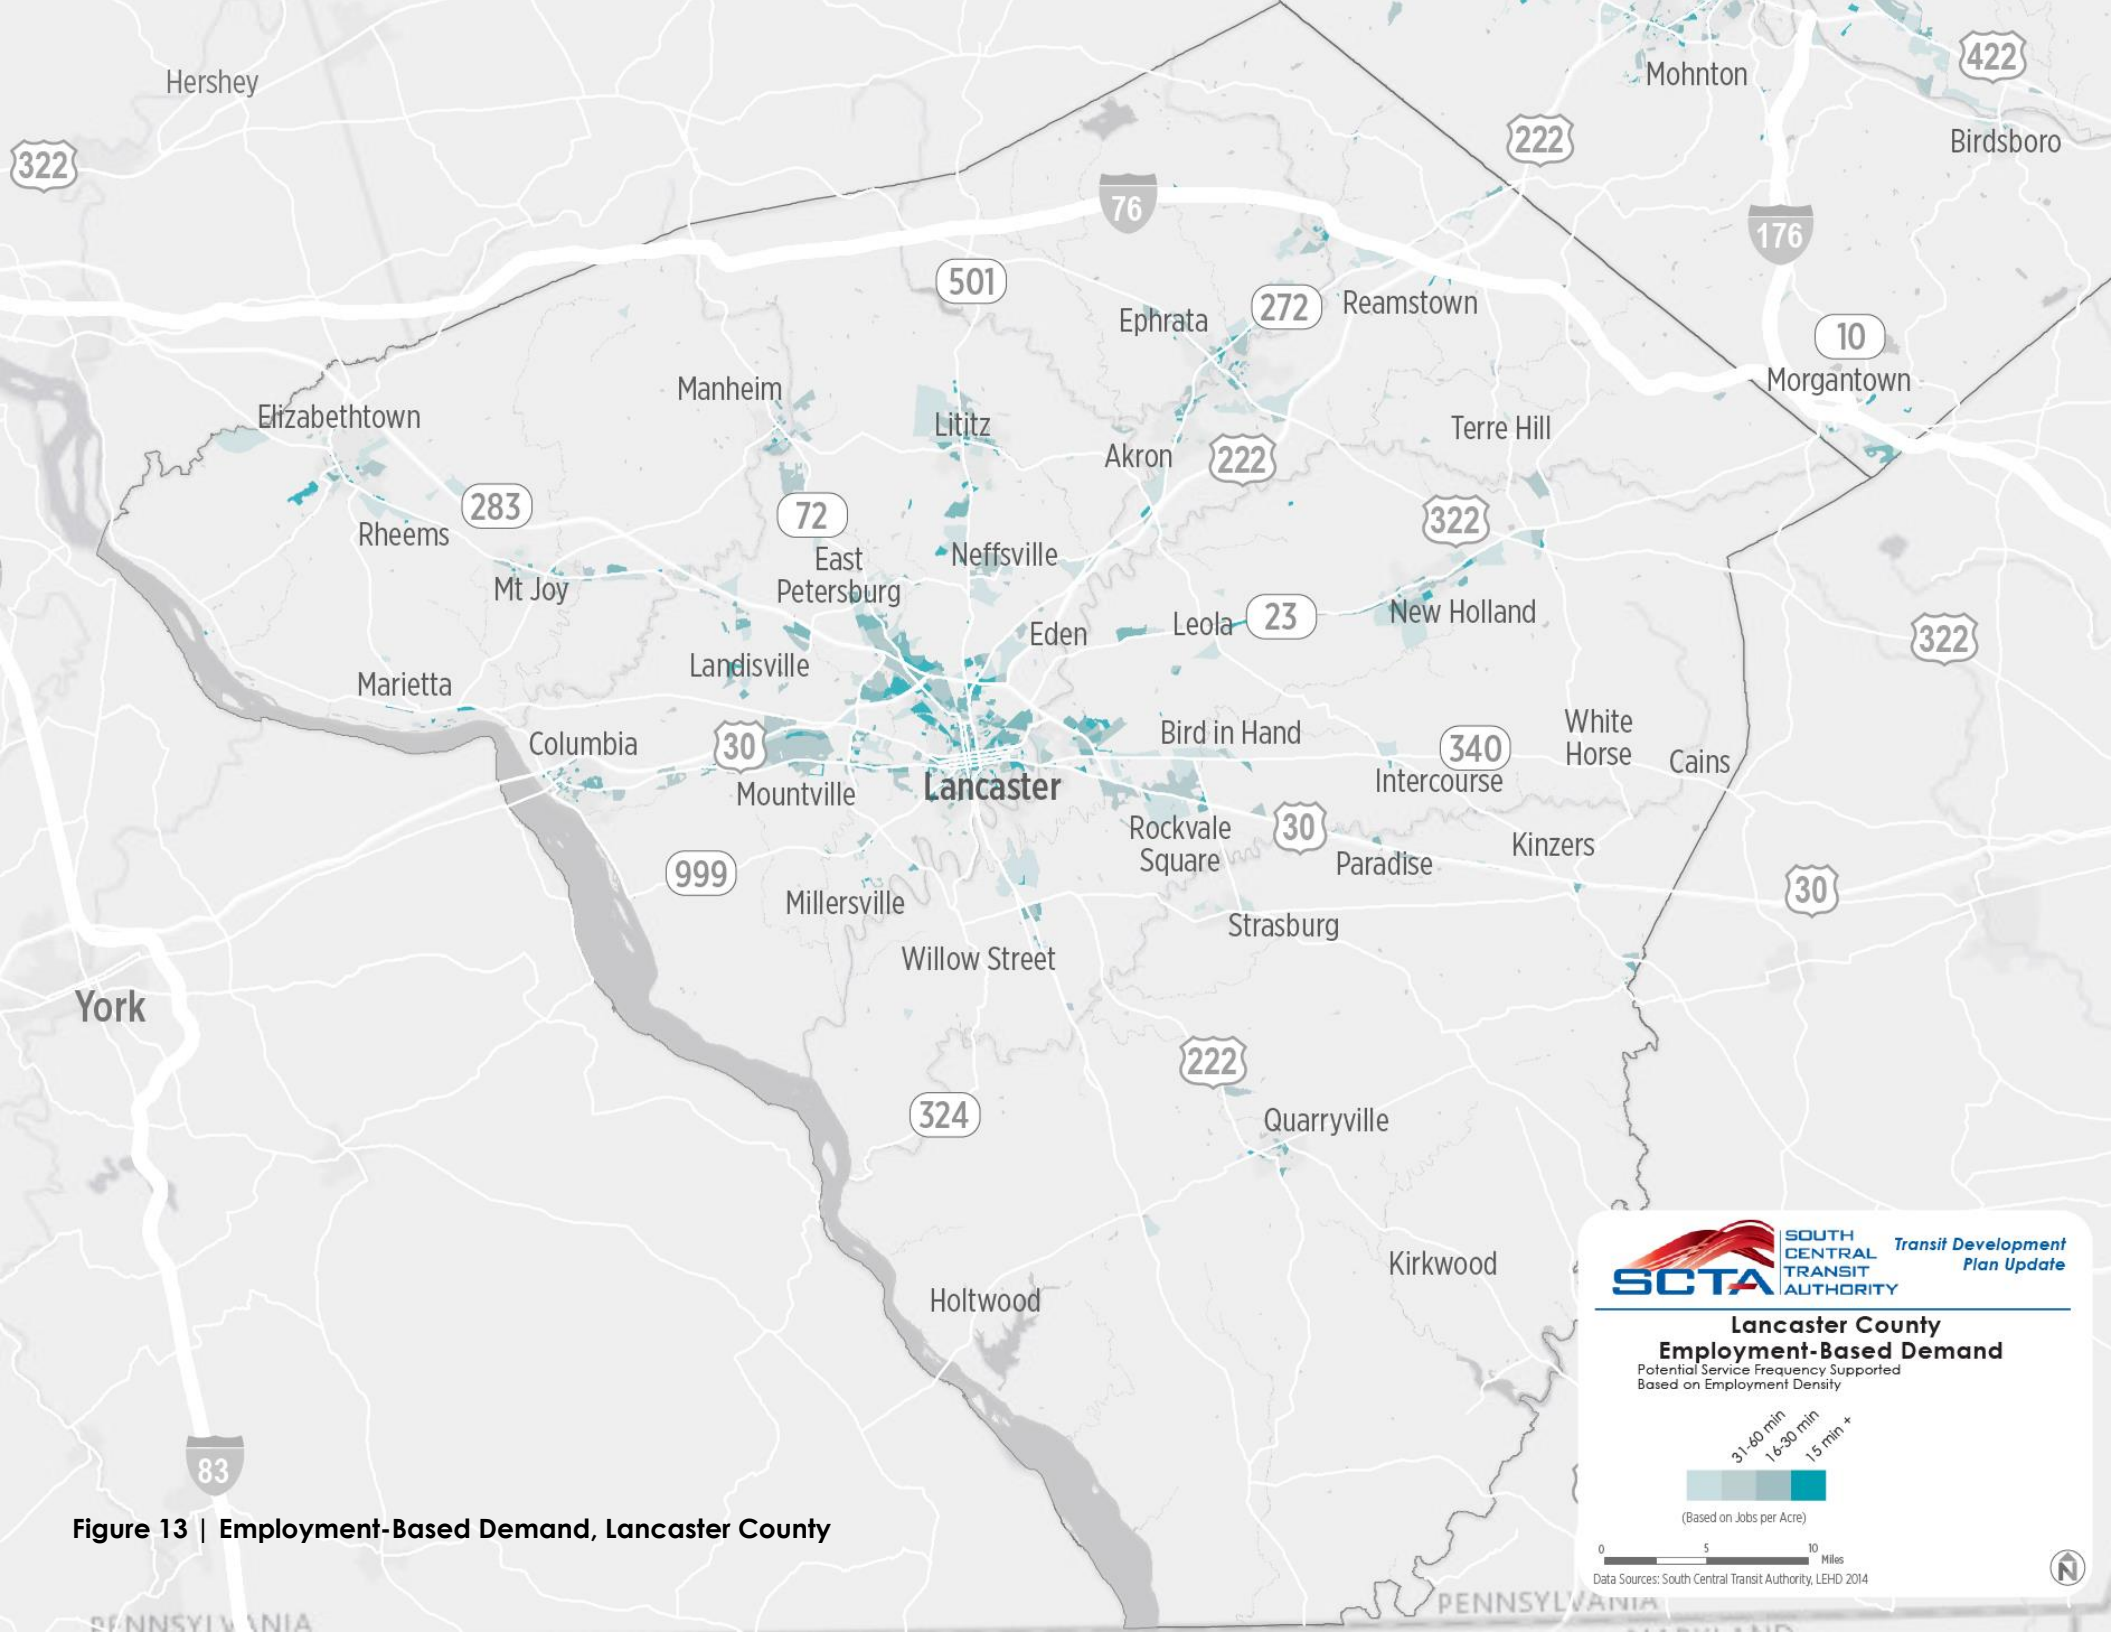 Hershey
Mohnton
422
222
Birdsboro
322
76
176
501
272
Reamstown
Ephrata
10
Morgantown
Manheim
Elizabethtown
Lititz
Terre Hill
Akron
222
283
72
322
Rheems
East
Petersburg
Neffsville
Mt Joy
New Holland
23
Leola
Eden
322
Landisville
Marietta
White
Horse
Bird in Hand
Columbia
30
340
Cains
Intercourse
Mountville
Lancaster
Rockvale
Square
30
Kinzers
Paradise
999
30
Millersville
Strasburg
Willow Street
York
222
324
Quarryville
Kirkwood
Holtwood
83
SCTA
SOUTH
CENTRAL
TRANSIT
AUTHORITY
Transit Development
Plan Update
Lancaster County
Employment-Based Demand
Potential Service Frequency Supported
Based on Employment Density
31-60 min
16-30 min
15 min +
(Based on Jobs per Acre)
0 5 10
Miles
Data Sources: South Central Transit Authority, LEHD 2014
N
Figure 13 | Employment-Based Demand, Lancaster County
PENNSYLVANIA
PENNSYLVANIA